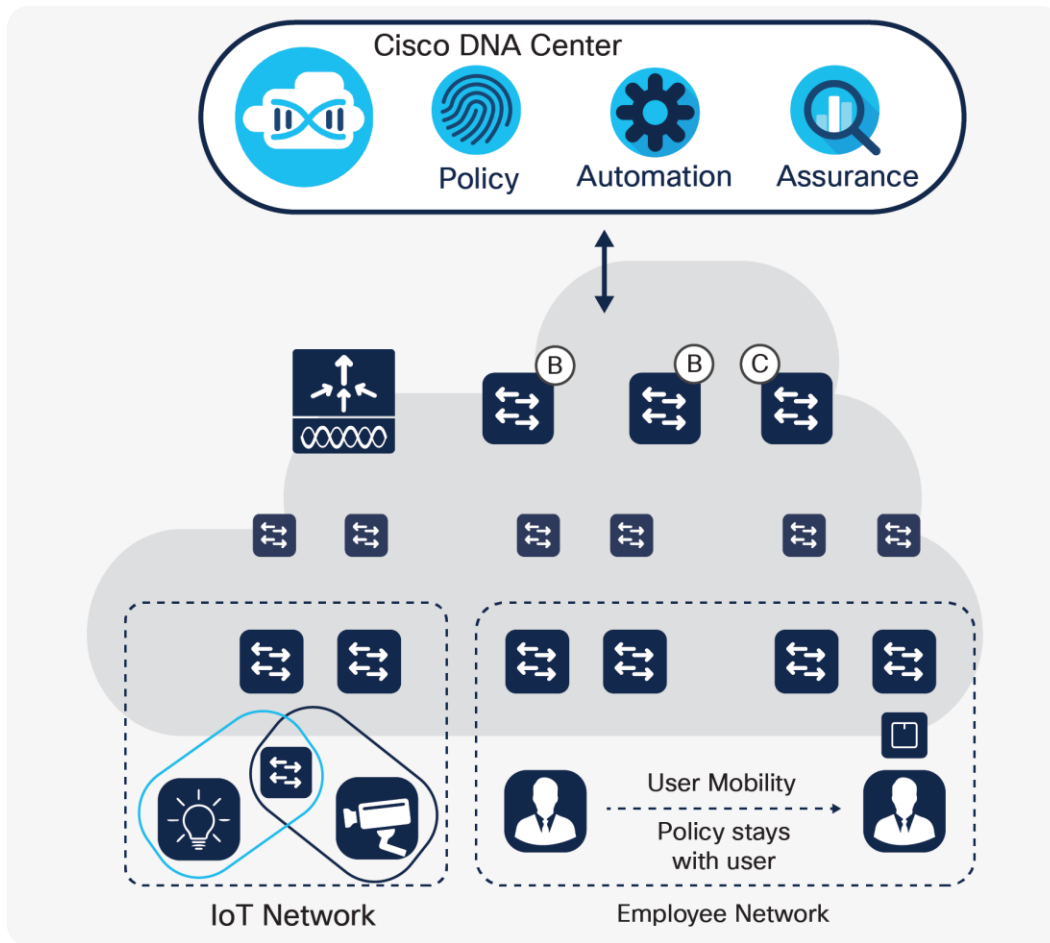 Cisco DNA Center
Policy
Automation
Assurance
B
B
C
User Mobility
Policy stays
with user
IoT Network
Employee Network